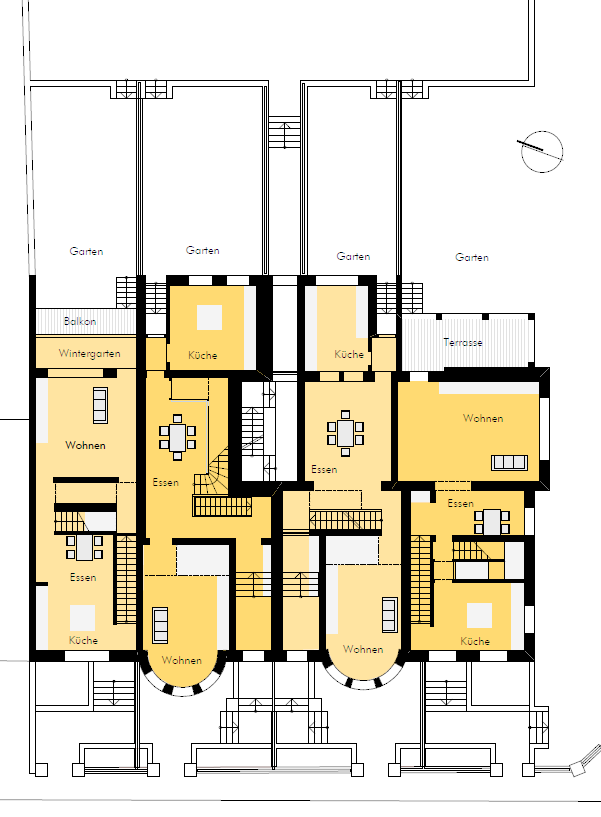 Garten
Garten
Garten
Garten
Balkon
Wintergarten
Küche
Küche
Terrasse
Wohnen
Wohnen
Essen
Essen
Essen
Essen
Küche
Küche
Wohnen
Wohnen